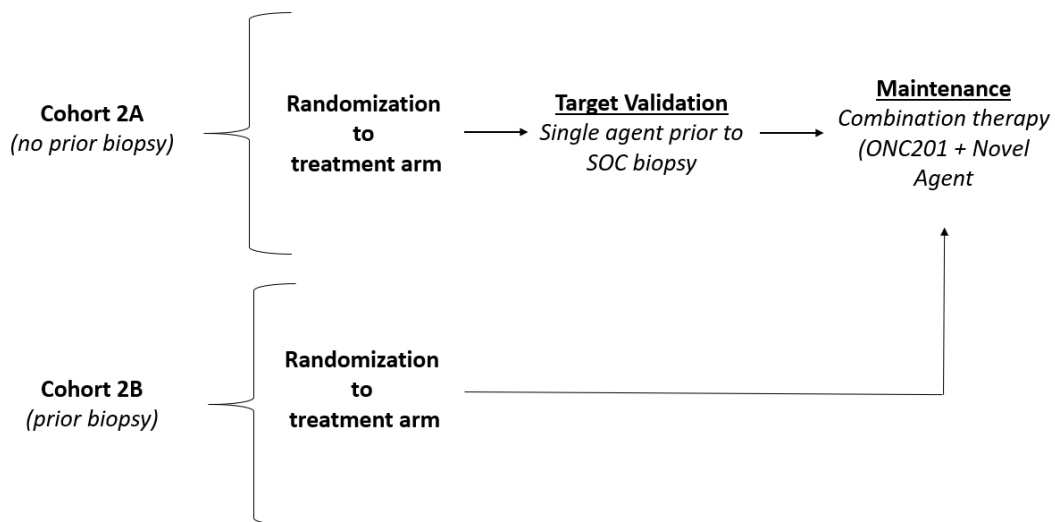 Cohort 2A
(no prior biopsy)
Randomization
to
treatment arm
Target Validation
Single agent prior to
SOC biopsy
Maintenance
Combination therapy
(ONC201 + Novel
Agent
Cohort 2B
(prior biopsy)
Randomization
to
treatment arm